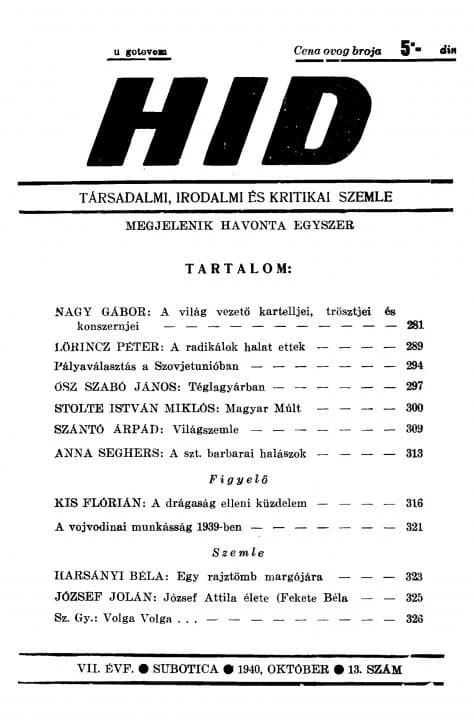 u gotovom Cena ovog broja 5·- din
HID
TÁRSADALMI, IRODALMI ÉS KRITIKAI SZEMLE
MEGJELENIK HAVONTA EGYSZER
TARTALOM:
NAGY GÁBOR: A világ vezető kartelljei, trösztjei és
konszernjei — — — — — — — — — — — 281
LŐRINCZ PÉTER: A radikálok halat ettek — — — — 289
Pályaválasztás a Szovjetunióban — — — — — — 294
ŐSZ SZABÓ JÁNOS: Téglagyárban — — — — — 297
STOLTE ISTVÁN MIKLÓS: Magyar Múlt — — — — 300
SZÁNTÓ ÁRPÁD: Világszemle — — — — — — 309
ANNA SEGHERS: A szt. barbarai halászok — — — — 313
Figyelő
KIS FLÓRIÁN: A drágaság elleni küzdelem — — — — 316
A vojvodinai munkásság 1939-ben — — — — — — 321
Szemle
HARSÁNYI BÉLA: Egy rajztömb margójára — — — 323
JÓZSEF JOLÁN: József Attila élete (Fekete Béla — — 325
Sz. Gy.: Volga Volga . . . — — — — — — — — 326
VII. ÉVF. ● SUBOTICA ● 1940, OKTÓBER ● 13. SZÁM